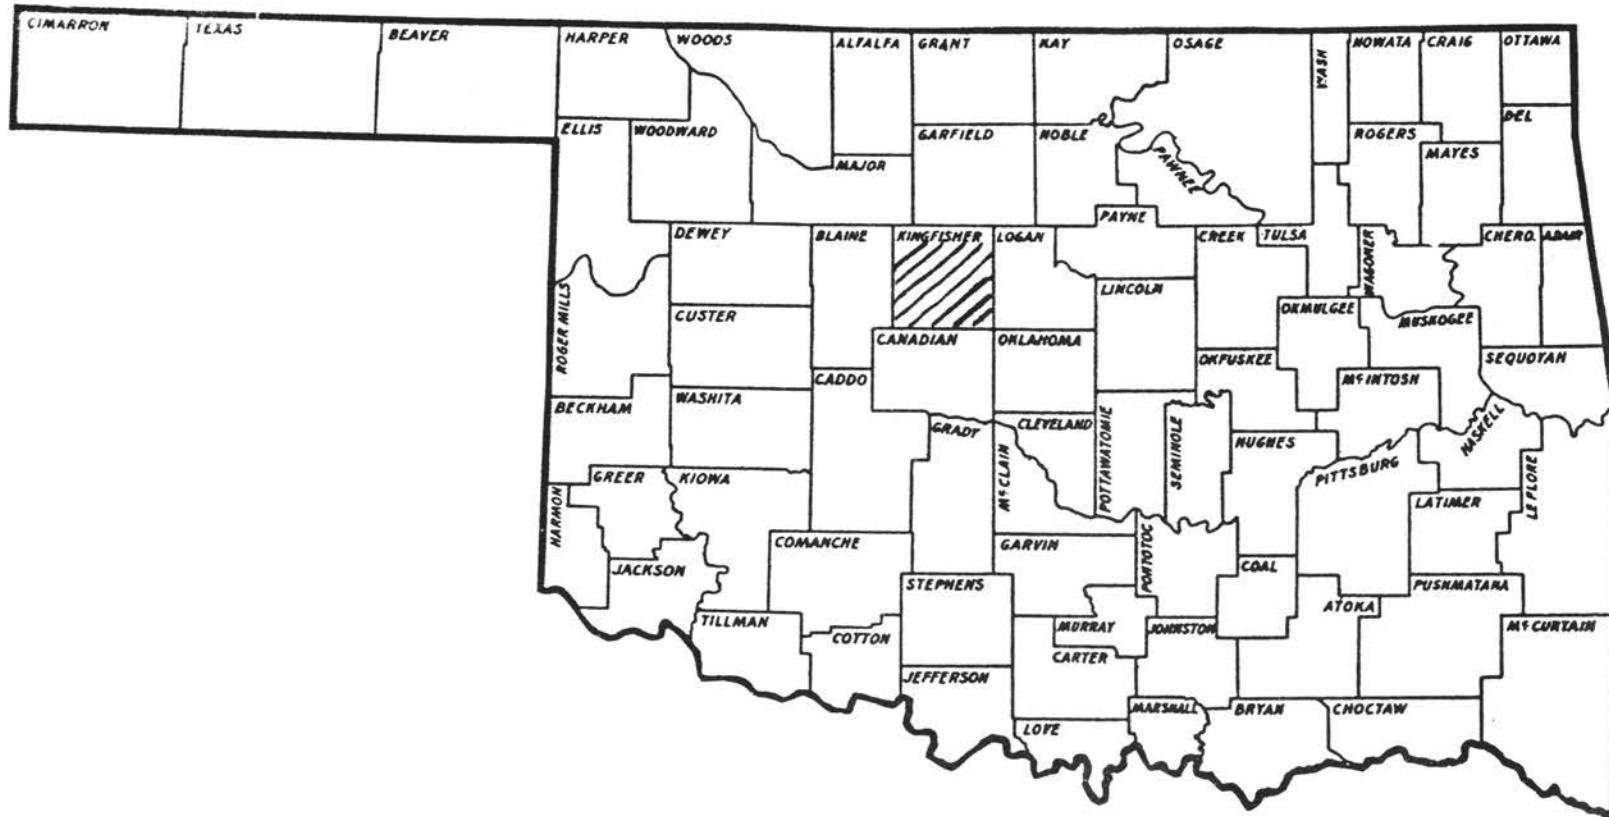 CIMARRON TEXAS BEAVER HARPER WOODS ALFALFA GRANT KAY OSAGE WASH NOWATA CRAIG OTTAWA
ELLIS WOODWARD MAJOR GARFIELD NOBLE PAWNEE ROGERS MAYES DEL
DEWEY BLAINE KINGFISHER LOGAN PAYNE CREEK TULSA WAGONER CHERO. ADAIR
ROGER MILLS CUSTER CANADIAN OKLAHOMA LINCOLN OKMULGEE MUSKOGEE
BECKHAM WASHITA CADDO GRADY CLEVELAND POTTAWATOMIE SEMINOLE OKFUSKEE HUGHES McINTOSH HASKELL SEQUOYAH
HARMON GREER KIOWA McCLAIN PITTSBURG LATIMER LE FLORE
JACKSON COMANCHE STEPHENS GARVIN PONTOTOC COAL ATOKA PUSHMATAHA
TILLMAN COTTON MURRAY JOHNSTON McCURTAIN
JEFFERSON CARTER
LOVE MARSHALL BRYAN CHOCTAW